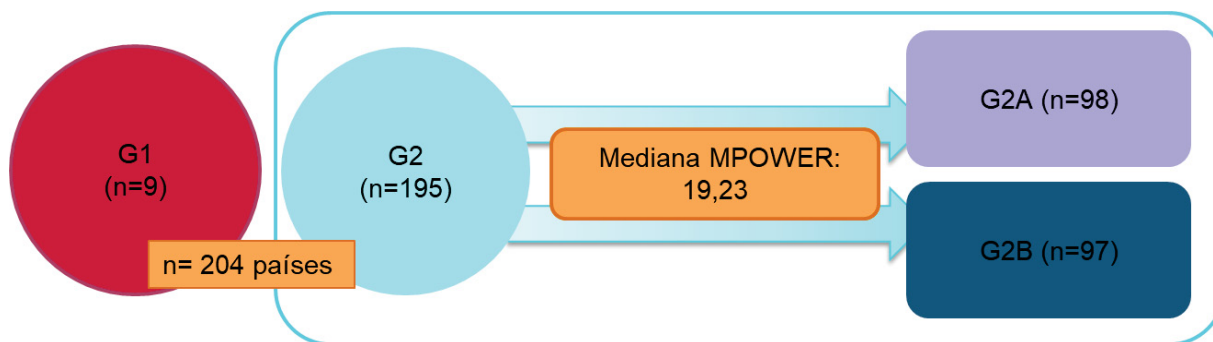 G1
(n=9)
n= 204 países
G2
(n=195)
Mediana MPOWER:
19,23
G2A (n=98)
G2B (n=97)